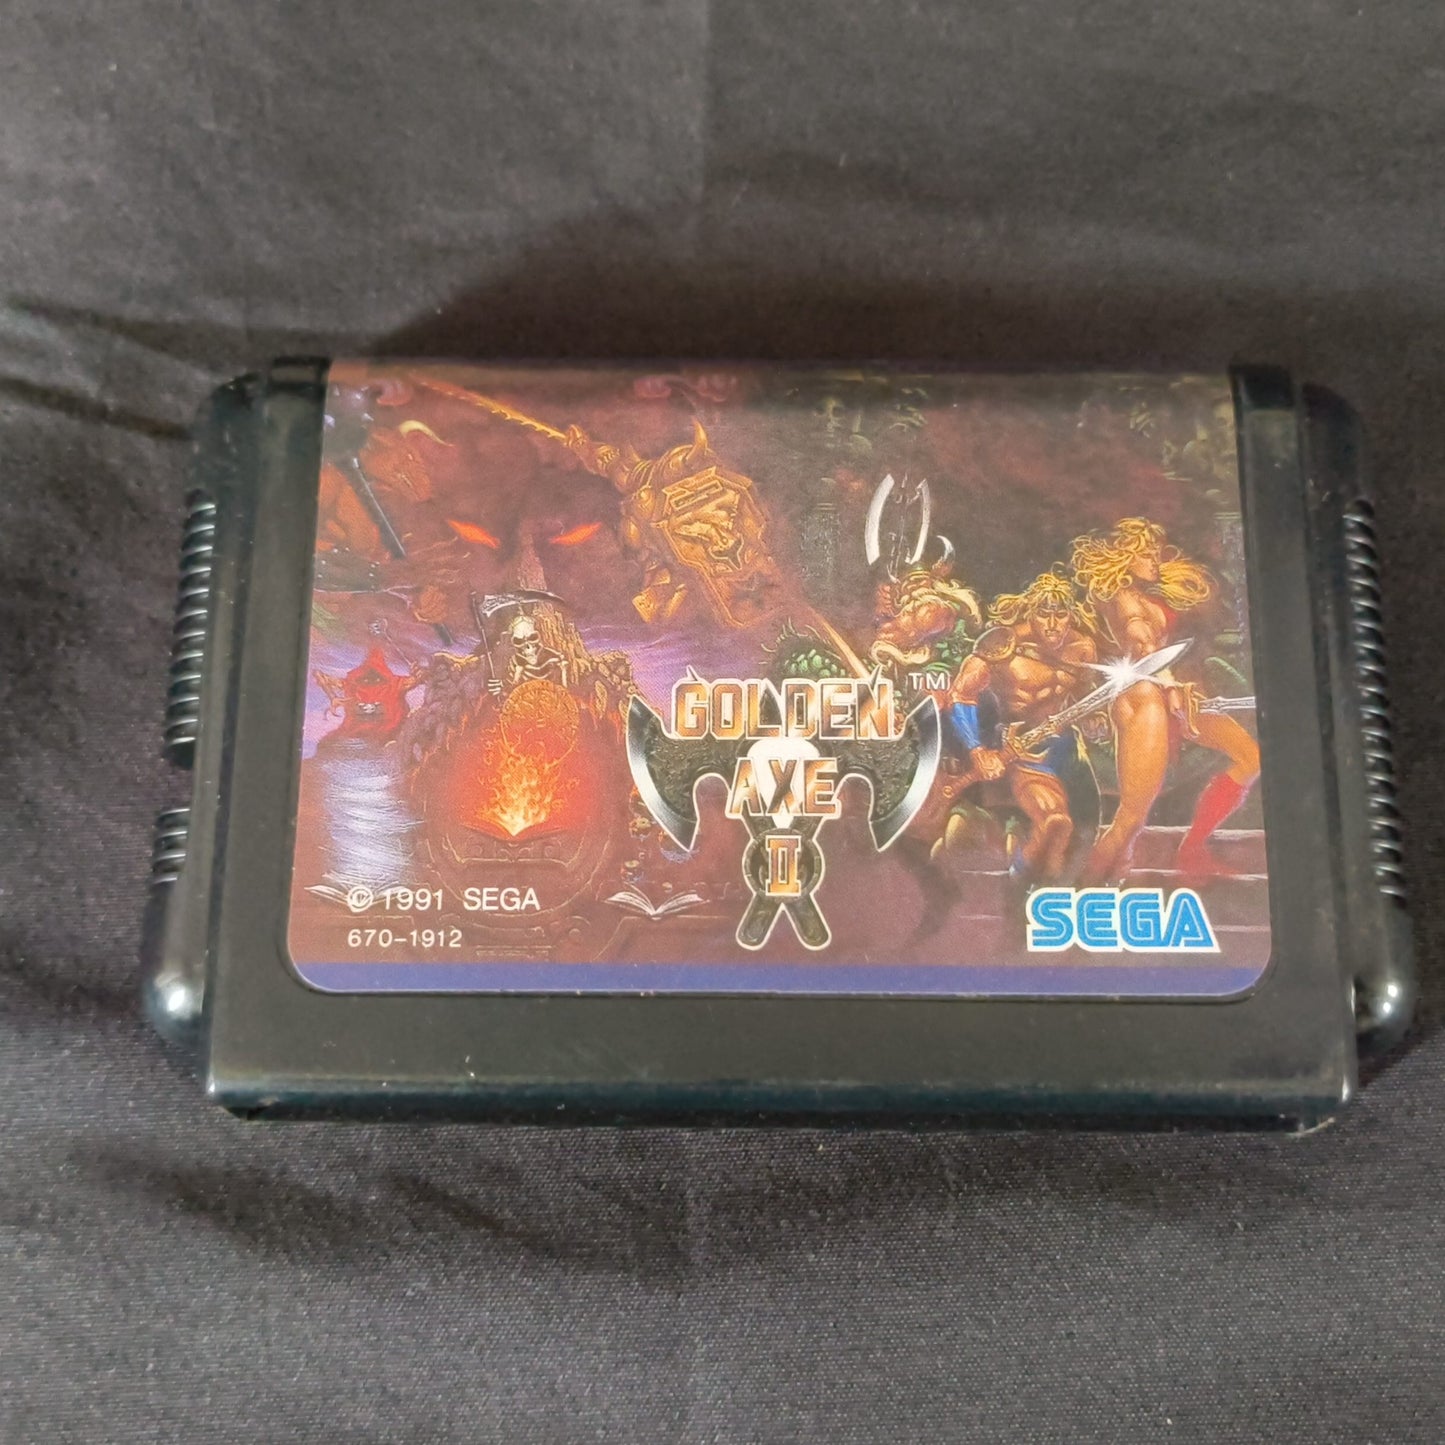 GOLDEN TM
AXE
II
© 1991 SEGA
670-1912
SEGA